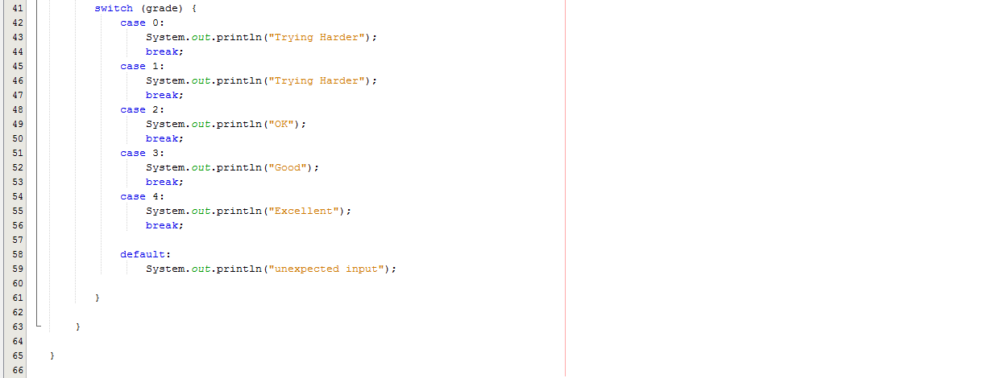 41 switch (grade) {
42 case 0:
43 System.out.println("Trying Harder");
44 break;
45 case 1:
46 System.out.println("Trying Harder");
47 break;
48 case 2:
49 System.out.println("OK");
50 break;
51 case 3:
52 System.out.println("Good");
53 break;
54 case 4:
55 System.out.println("Excellent");
56 break;
57
58 default:
59 System.out.println("unexpected input");
60
61 }
62
63 }
64
65 }
66